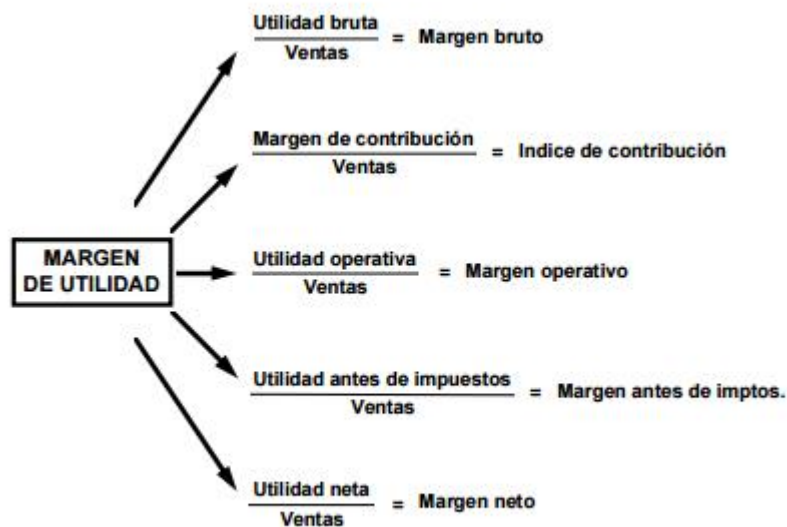 Utilidad bruta
Ventas
= Margen bruto
Margen de contribución
Ventas
= Indice de contribución
MARGEN
DE UTILIDAD
Utilidad operativa
Ventas
= Margen operativo
Utilidad antes de impuestos
Ventas
= Margen antes de imptos.
Utilidad neta
Ventas
= Margen neto